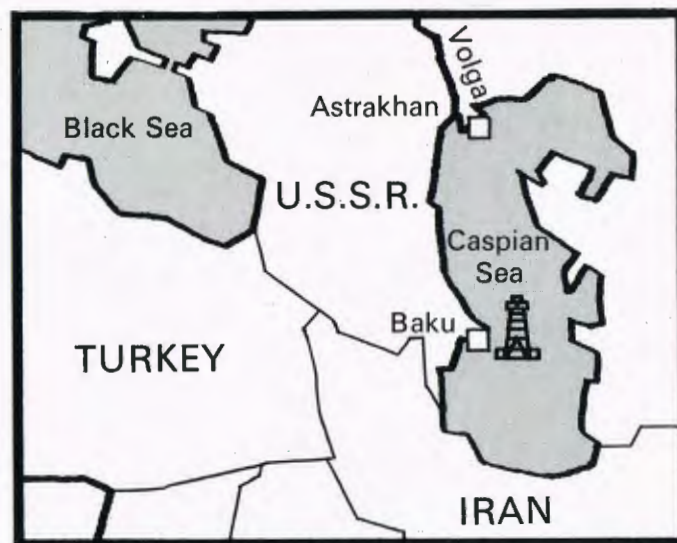 Volga
Astrakhan
Black Sea
U.S.S.R.
Caspian
Sea
Baku
TURKEY
IRAN